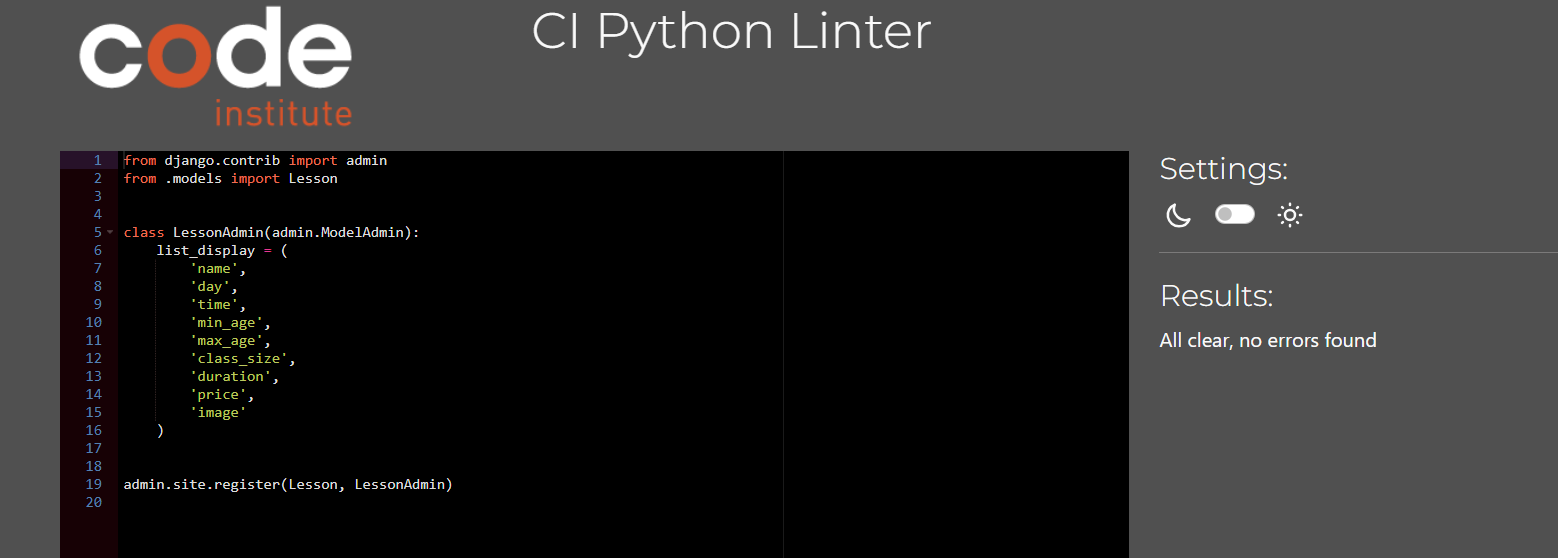 code
institute
CI Python Linter
1 from django.contrib import admin
2 from .models import Lesson
3
4
5 class LessonAdmin(admin.ModelAdmin):
6     list_display = (
7         'name',
8         'day',
9         'time',
10         'min_age',
11         'max_age',
12         'class_size',
13         'duration',
14         'price',
15         'image'
16     )
17
18
19 admin.site.register(Lesson, LessonAdmin)
20
Settings:
Results:
All clear, no errors found